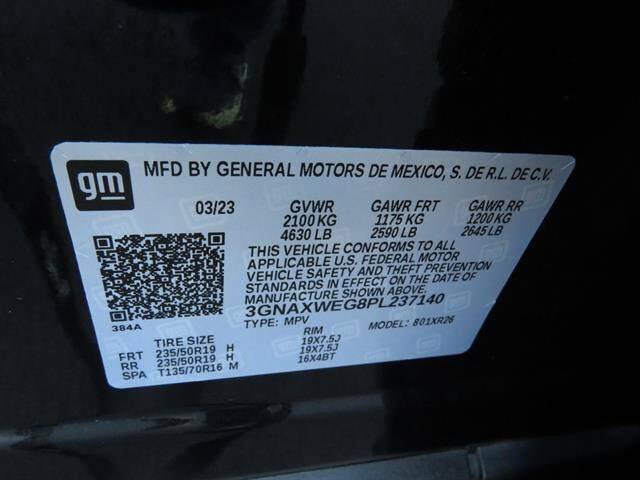 gm MFD BY GENERAL MOTORS DE MEXICO, S. DE R.L. DE C.V.
03/23 GVWR GAWR FRT GAWR RR
2100 KG 1175 KG 1200 KG
4630 LB 2590 LB 2645 LB
THIS VEHICLE CONFORMS TO ALL
APPLICABLE U.S. FEDERAL MOTOR
VEHICLE SAFETY AND THEFT PREVENTION
STANDARDS IN EFFECT ON THE DATE OF
MANUFACTURE SHOWN ABOVE.
3GNAXWEG8PL237140
384A
TYPE: MPV MODEL: 801XR26
TIRE SIZE RIM
FRT 235/50R19 H 19X7.5J
RR 235/50R19 H 19X7.5J
SPA T135/70R16 M 16X4BT